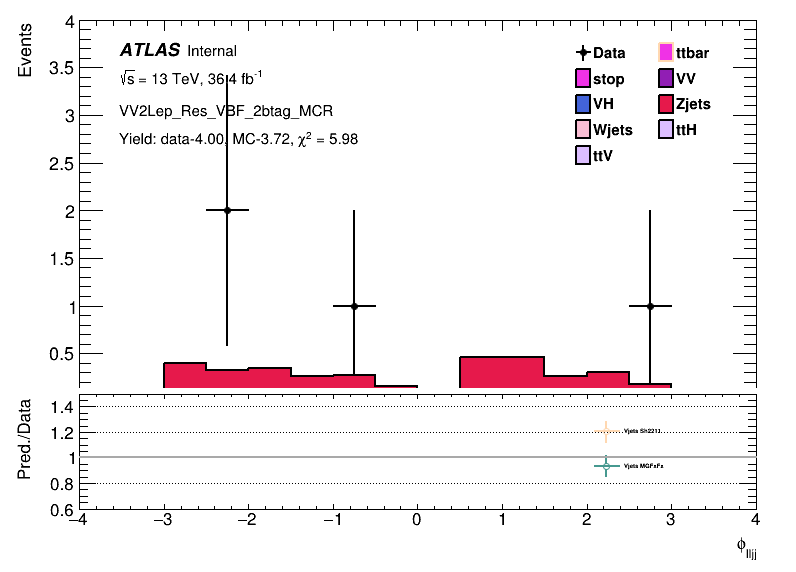 Events
4
3.5
3
2.5
2
1.5
1
0.5
ATLAS Internal
√s = 13 TeV, 36.4 fb⁻¹
VV2Lep_Res_VBF_2btag_MCR
Yield: data-4.00, MC-3.72, χ² = 5.98
Data
ttbar
stop
VV
VH
Zjets
Wjets
ttH
ttV
Pred./Data
1.4
1.2
1
0.8
0.6
Vjets Sh2211
Vjets MGFxFx
−4 −3 −2 −1 0 1 2 3 4
ϕlljj